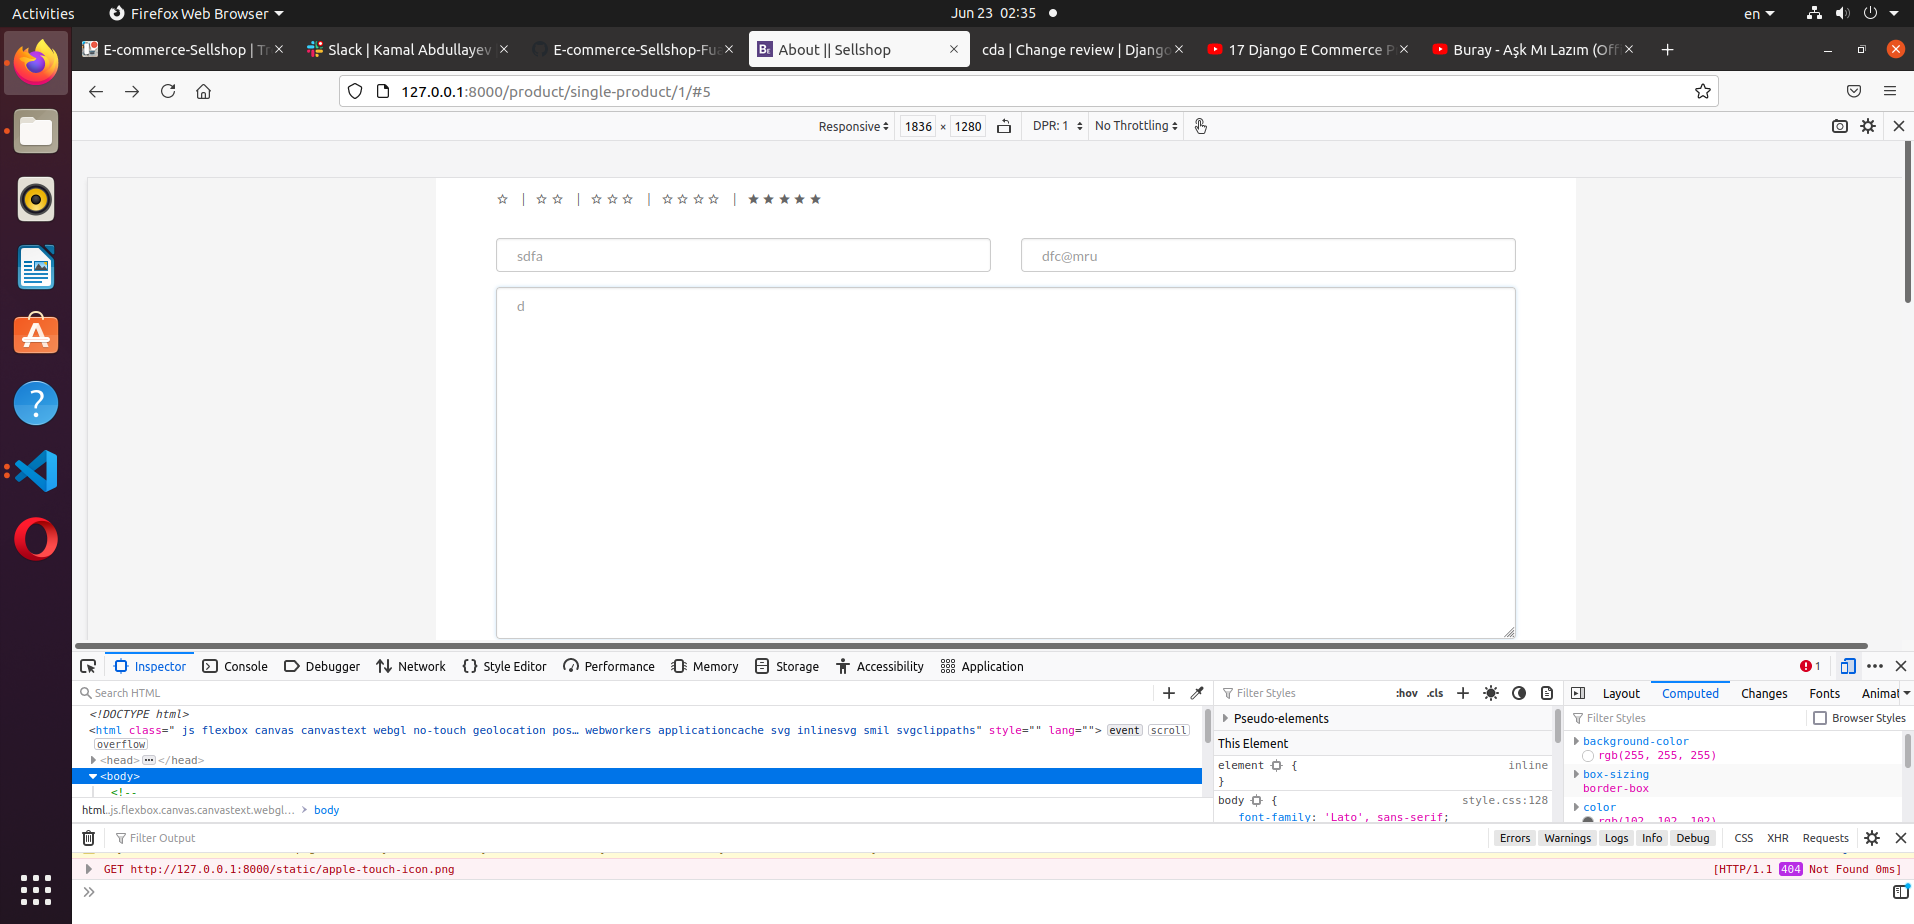 Activities
Firefox Web Browser
Jun 23 02:35
en
E-commerce-Sellshop | Tr
Slack | Kamal Abdullayev
E-commerce-Sellshop-Fua
About || Sellshop
cda | Change review | Django
17 Django E Commerce P
Buray - Aşk Mı Lazım (Offi
127.0.0.1:8000/product/single-product/1/#5
Responsive
1836 × 1280
DPR: 1
No Throttling
sdfa
dfc@mru
d
Inspector
Console
Debugger
Network
Style Editor
Performance
Memory
Storage
Accessibility
Application
1
Search HTML
<!DOCTYPE html>
<html class=" js flexbox canvas canvastext webgl no-touch geolocation pos… webworkers applicationcache svg inlinesvg smil svgclippaths" style="" lang=""> event scroll
overflow
<head> ••• </head>
<body>
<!--
html.js.flexbox.canvas.canvastext.webgl… > body
Filter Styles
:hov .cls
Pseudo-elements
This Element
element { inline
}
body { style.css:128
font-family: 'Lato', sans-serif;
Layout
Computed
Changes
Fonts
Animat
Filter Styles
Browser Styles
background-color
rgb(255, 255, 255)
box-sizing
border-box
color
rgb(102, 102, 102)
Filter Output
Errors Warnings Logs Info Debug CSS XHR Requests
GET http://127.0.0.1:8000/static/apple-touch-icon.png [HTTP/1.1 404 Not Found 0ms]